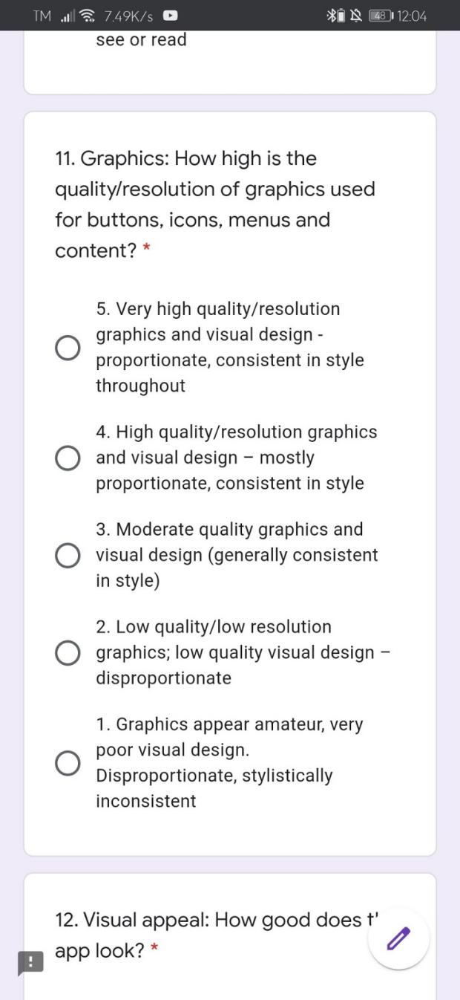 TM 7.49K/s 48 12:04
see or read
11. Graphics: How high is the
quality/resolution of graphics used
for buttons, icons, menus and
content? *
5. Very high quality/resolution
graphics and visual design -
proportionate, consistent in style
throughout
4. High quality/resolution graphics
and visual design – mostly
proportionate, consistent in style
3. Moderate quality graphics and
visual design (generally consistent
in style)
2. Low quality/low resolution
graphics; low quality visual design –
disproportionate
1. Graphics appear amateur, very
poor visual design.
Disproportionate, stylistically
inconsistent
12. Visual appeal: How good does
app look? *